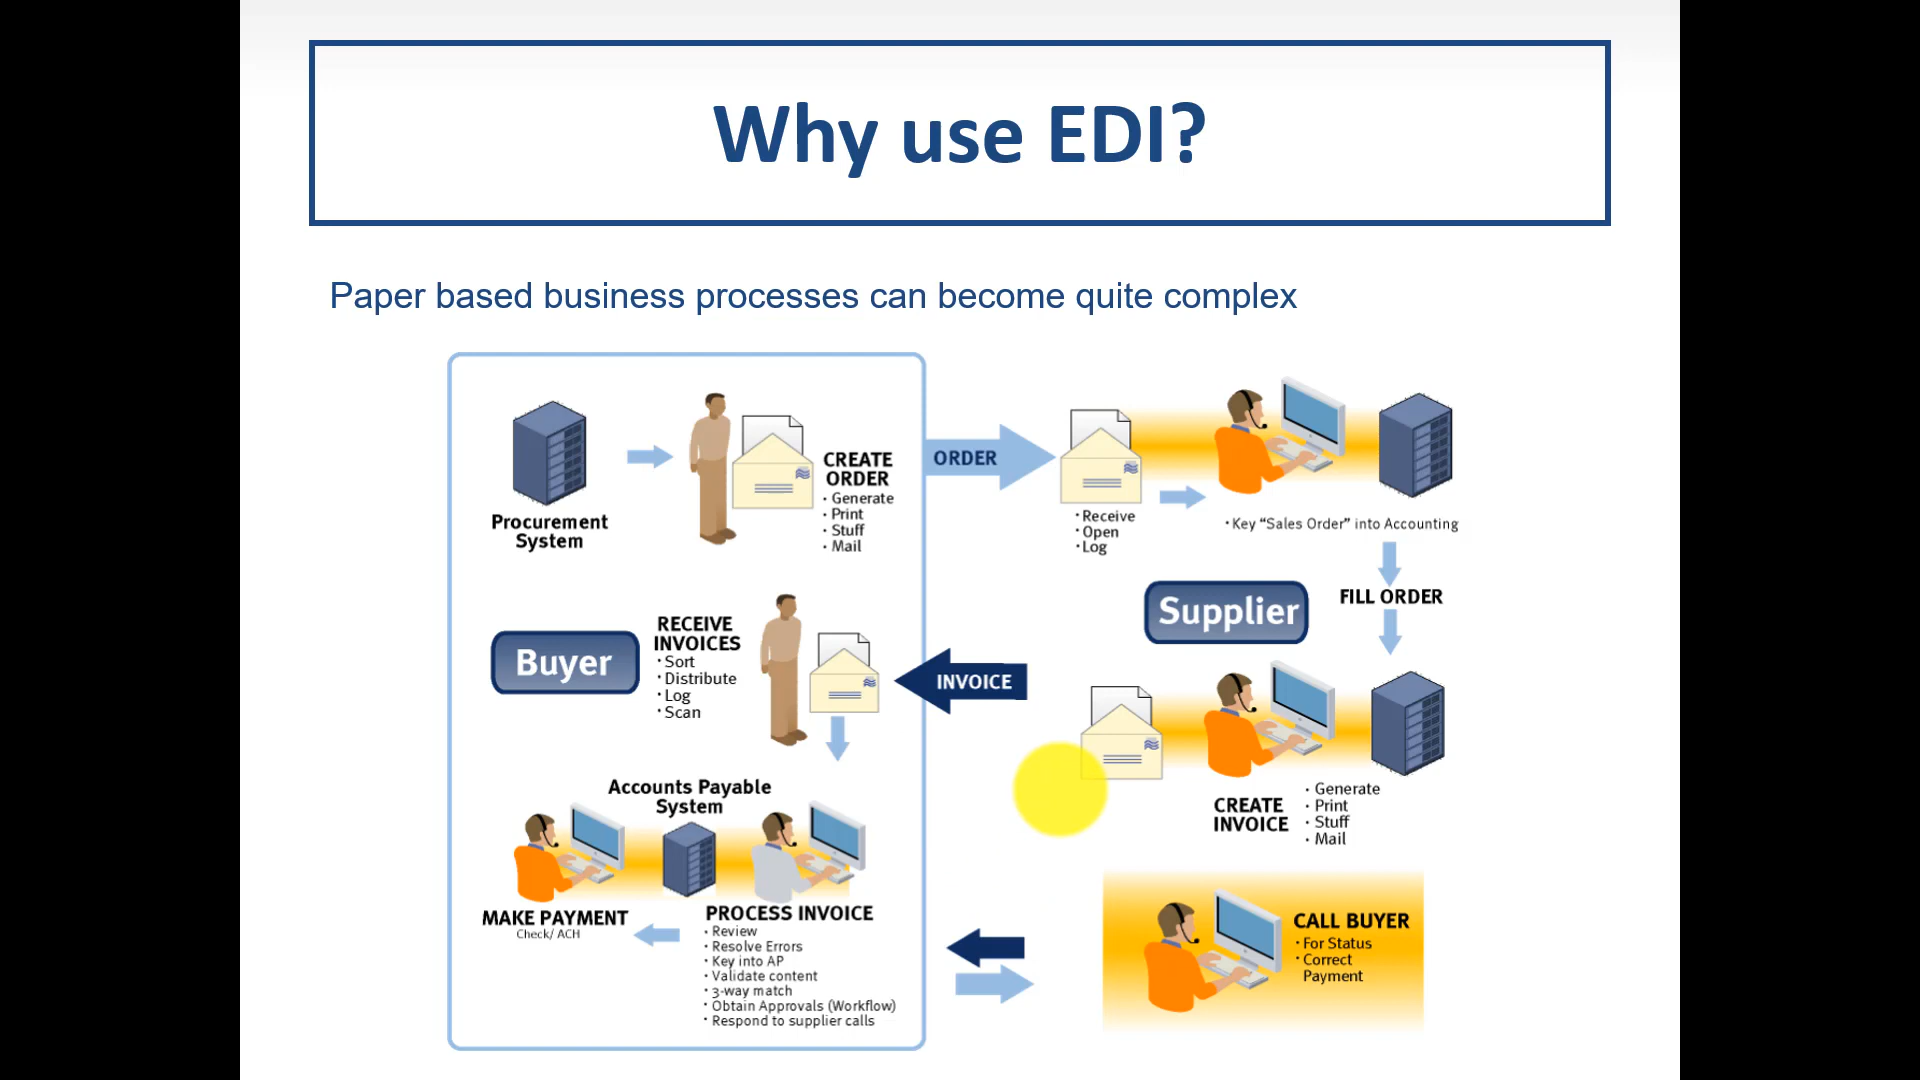 Why use EDI?
Paper based business processes can become quite complex
Procurement
System
CREATE
ORDER
· Generate
· Print
· Stuff
· Mail
ORDER
· Receive
· Open
· Log
· Key “Sales Order” into Accounting
FILL ORDER
Supplier
Buyer
RECEIVE
INVOICES
· Sort
· Distribute
· Log
· Scan
INVOICE
CREATE
INVOICE
· Generate
· Print
· Stuff
· Mail
Accounts Payable
System
MAKE PAYMENT
Check/ ACH
PROCESS INVOICE
· Review
· Resolve Errors
· Key into AP
· Validate content
· 3-way match
· Obtain Approvals (Workflow)
· Respond to supplier calls
CALL BUYER
· For Status
· Correct
Payment